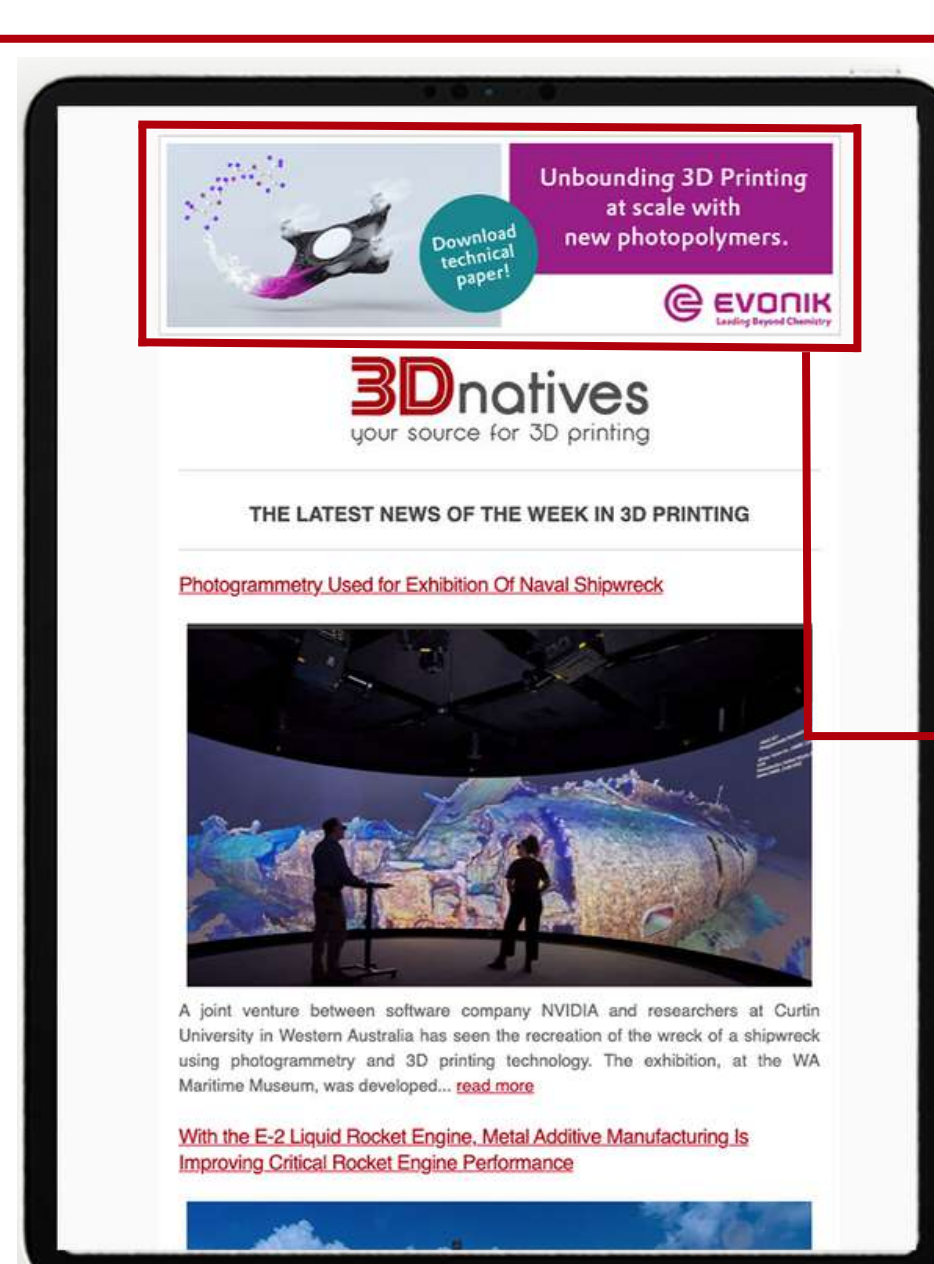 Unbounding 3D Printing
at scale with
new photopolymers.
Download
technical
paper!
EVONIK
Leading Beyond Chemistry
3Dnatives
your source for 3D printing
THE LATEST NEWS OF THE WEEK IN 3D PRINTING
Photogrammetry Used for Exhibition Of Naval Shipwreck
A joint venture between software company NVIDIA and researchers at Curtin
University in Western Australia has seen the recreation of the wreck of a shipwreck
using photogrammetry and 3D printing technology. The exhibition, at the WA
Maritime Museum, was developed... read more
With the E-2 Liquid Rocket Engine, Metal Additive Manufacturing Is
Improving Critical Rocket Engine Performance